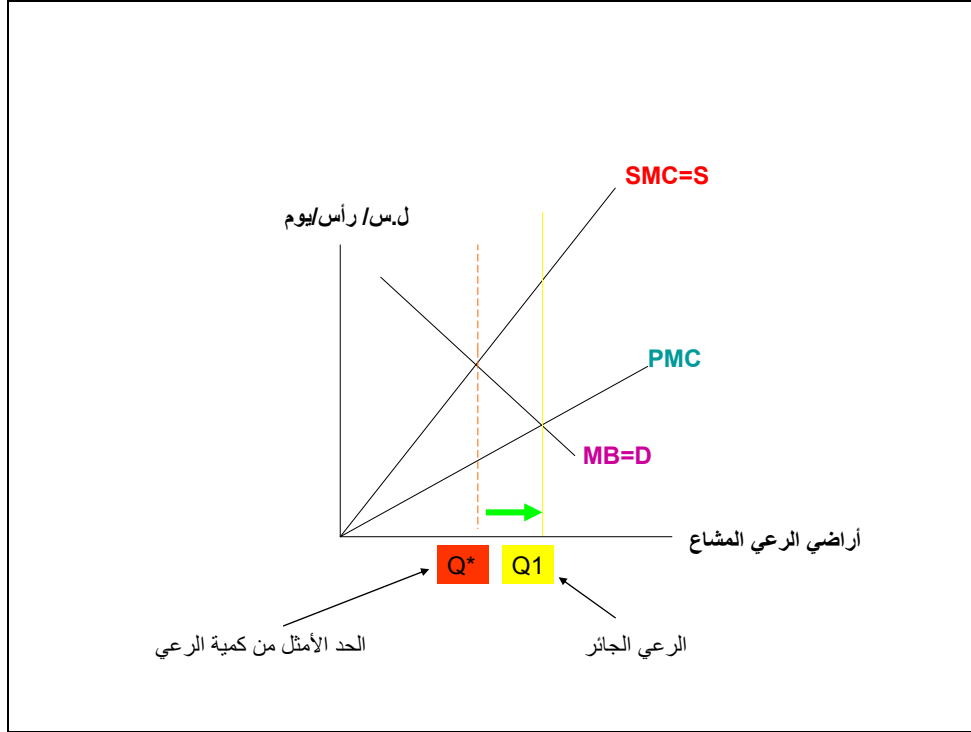 SMC=S
ل.س/ رأس/يوم
PMC
MB=D
أراضي الرعي المشاع
Q*
Q1
الحد الأمثل من كمية الرعي
الرعي الجائر